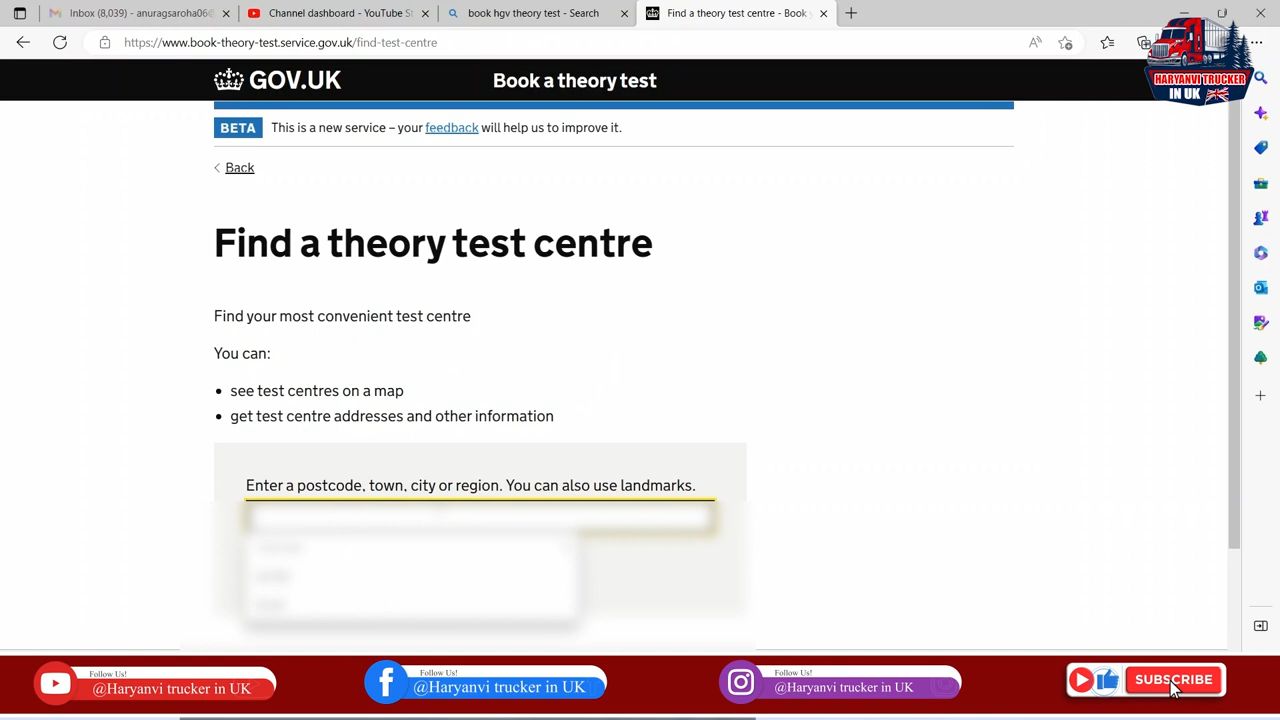 Inbox (8,039) - anuragsaroha06@
Channel dashboard - YouTube St
book hgv theory test - Search
Find a theory test centre - Book y
https://www.book-theory-test.service.gov.uk/find-test-centre
HARYANVI TRUCKER
IN UK
GOV.UK
Book a theory test
BETA This is a new service – your feedback will help us to improve it.
Back
Find a theory test centre
Find your most convenient test centre
You can:
• see test centres on a map
• get test centre addresses and other information
Enter a postcode, town, city or region. You can also use landmarks.
Follow Us!
@Haryanvi trucker in UK
Follow Us!
@Haryanvi trucker in UK
Follow Us!
@Haryanvi trucker in UK
SUBSCRIBE